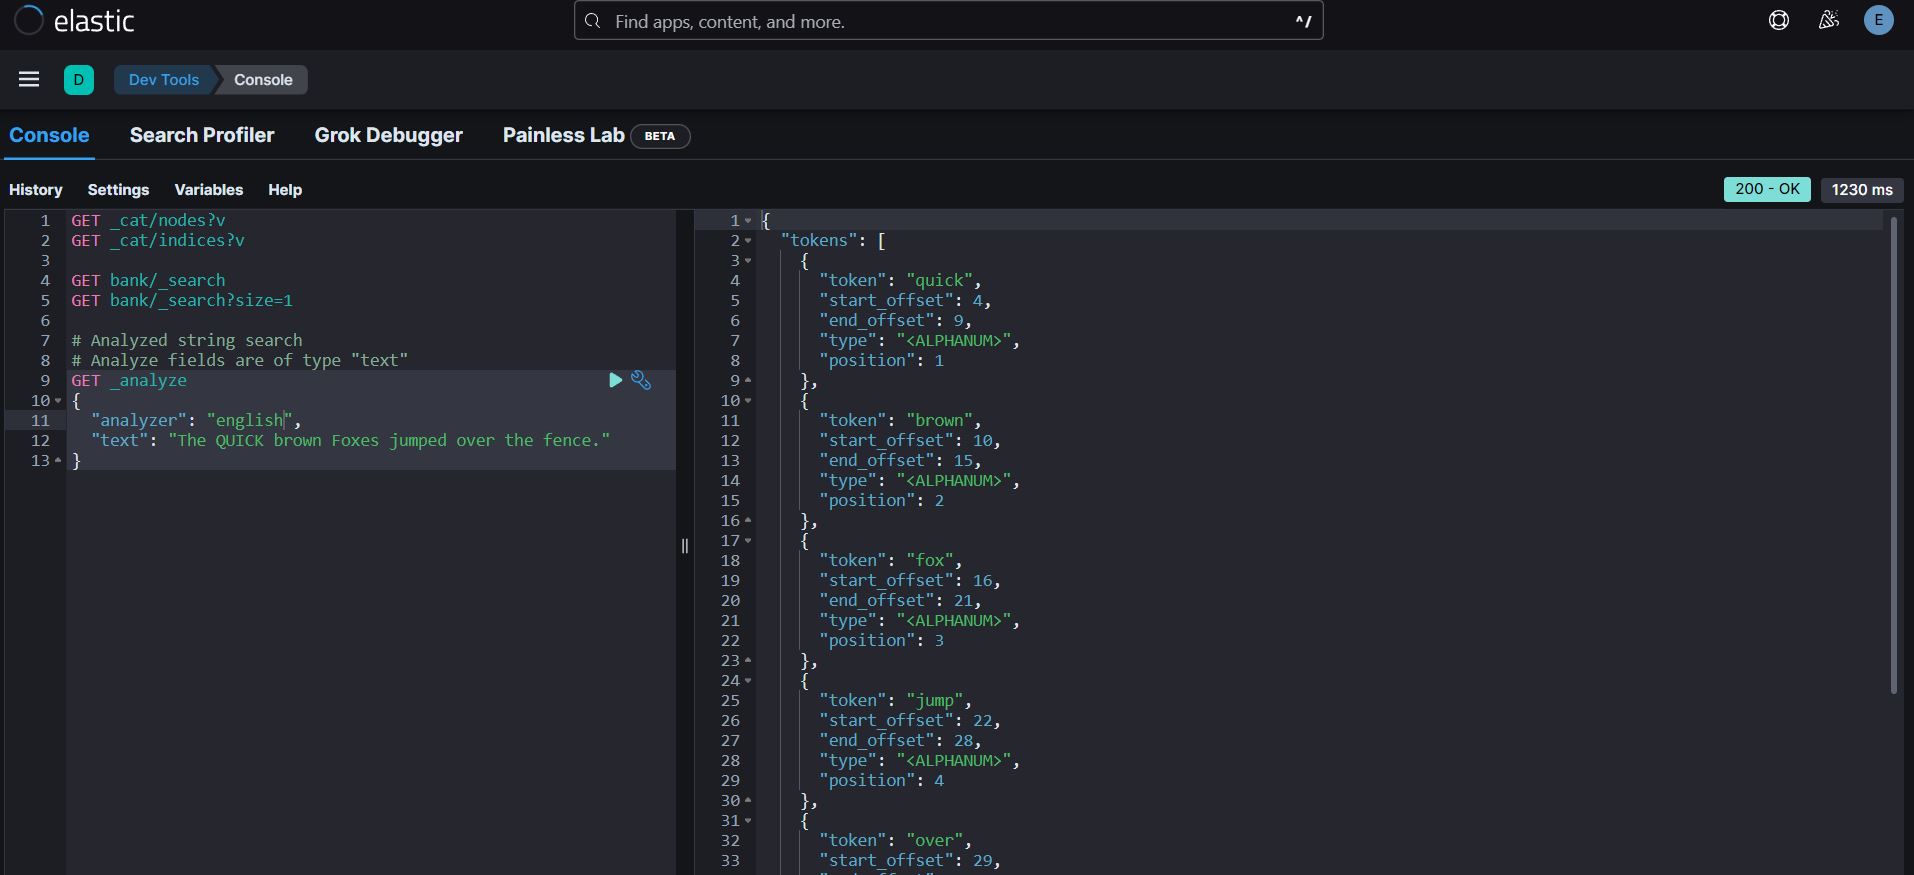 elastic
Find apps, content, and more.
^/
E
D
Dev Tools
Console
Console
Search Profiler
Grok Debugger
Painless Lab
BETA
History
Settings
Variables
Help
200 - OK
1230 ms
1 GET _cat/nodes?v
2 GET _cat/indices?v
3
4 GET bank/_search
5 GET bank/_search?size=1
6
7 # Analyzed string search
8 # Analyze fields are of type "text"
9 GET _analyze
10 {
11 "analyzer": "english",
12 "text": "The QUICK brown Foxes jumped over the fence."
13 }
1 {
2 "tokens": [
3 {
4 "token": "quick",
5 "start_offset": 4,
6 "end_offset": 9,
7 "type": "<ALPHANUM>",
8 "position": 1
9 },
10 {
11 "token": "brown",
12 "start_offset": 10,
13 "end_offset": 15,
14 "type": "<ALPHANUM>",
15 "position": 2
16 },
17 {
18 "token": "fox",
19 "start_offset": 16,
20 "end_offset": 21,
21 "type": "<ALPHANUM>",
22 "position": 3
23 },
24 {
25 "token": "jump",
26 "start_offset": 22,
27 "end_offset": 28,
28 "type": "<ALPHANUM>",
29 "position": 4
30 },
31 {
32 "token": "over",
33 "start_offset": 29,